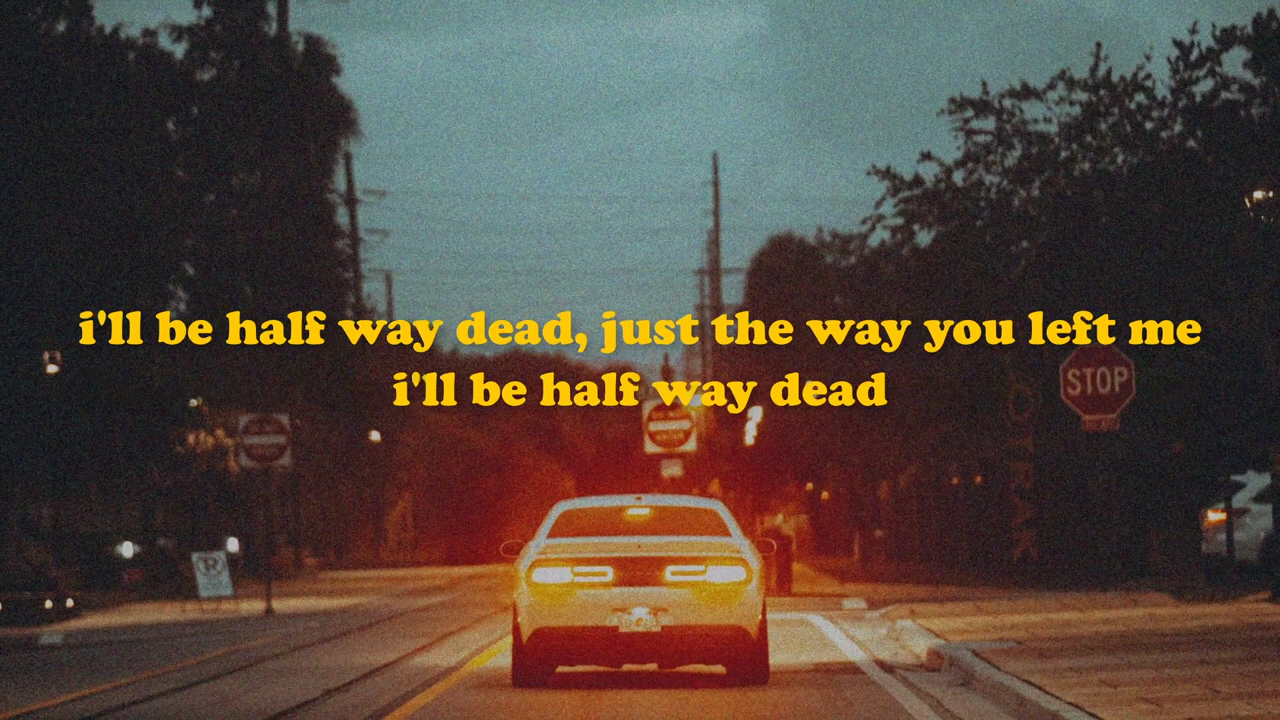 i'll be half way dead, just the way you left me
i'll be half way dead
STOP